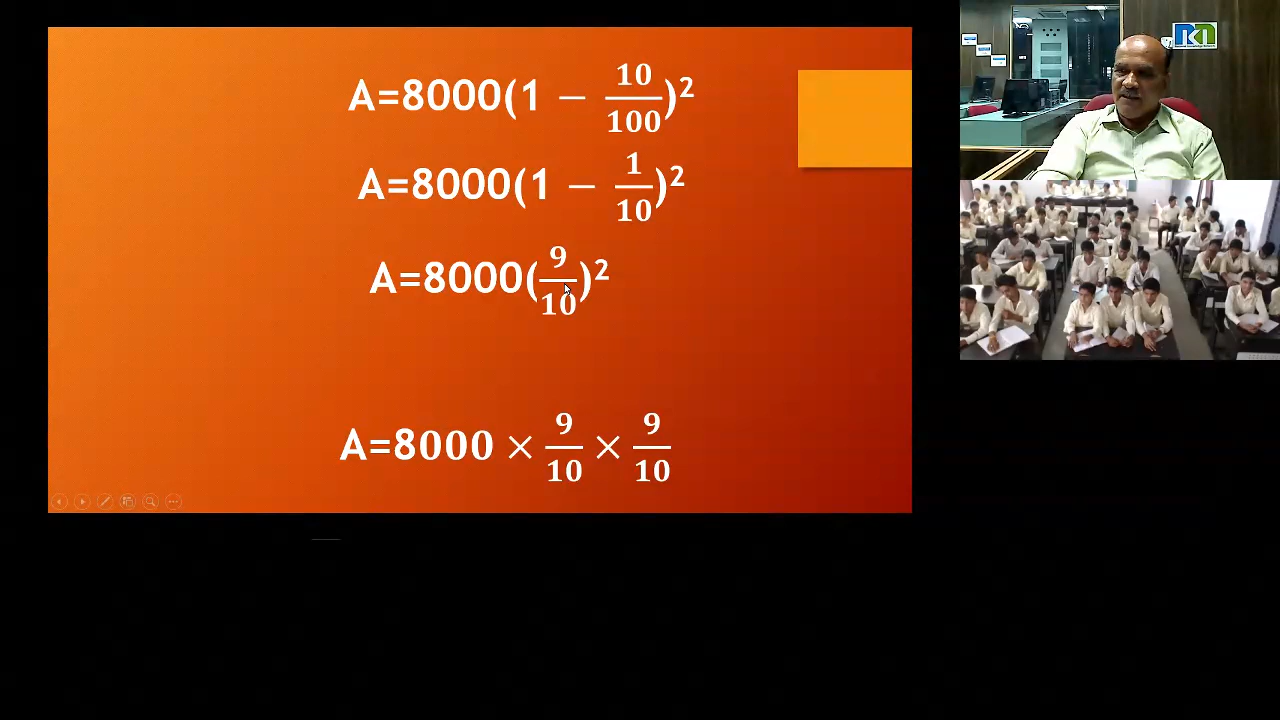 A=8000(1 − 10/100)²
A=8000(1 − 1/10)²
A=8000(9/10)²
A=8000 × 9/10 × 9/10